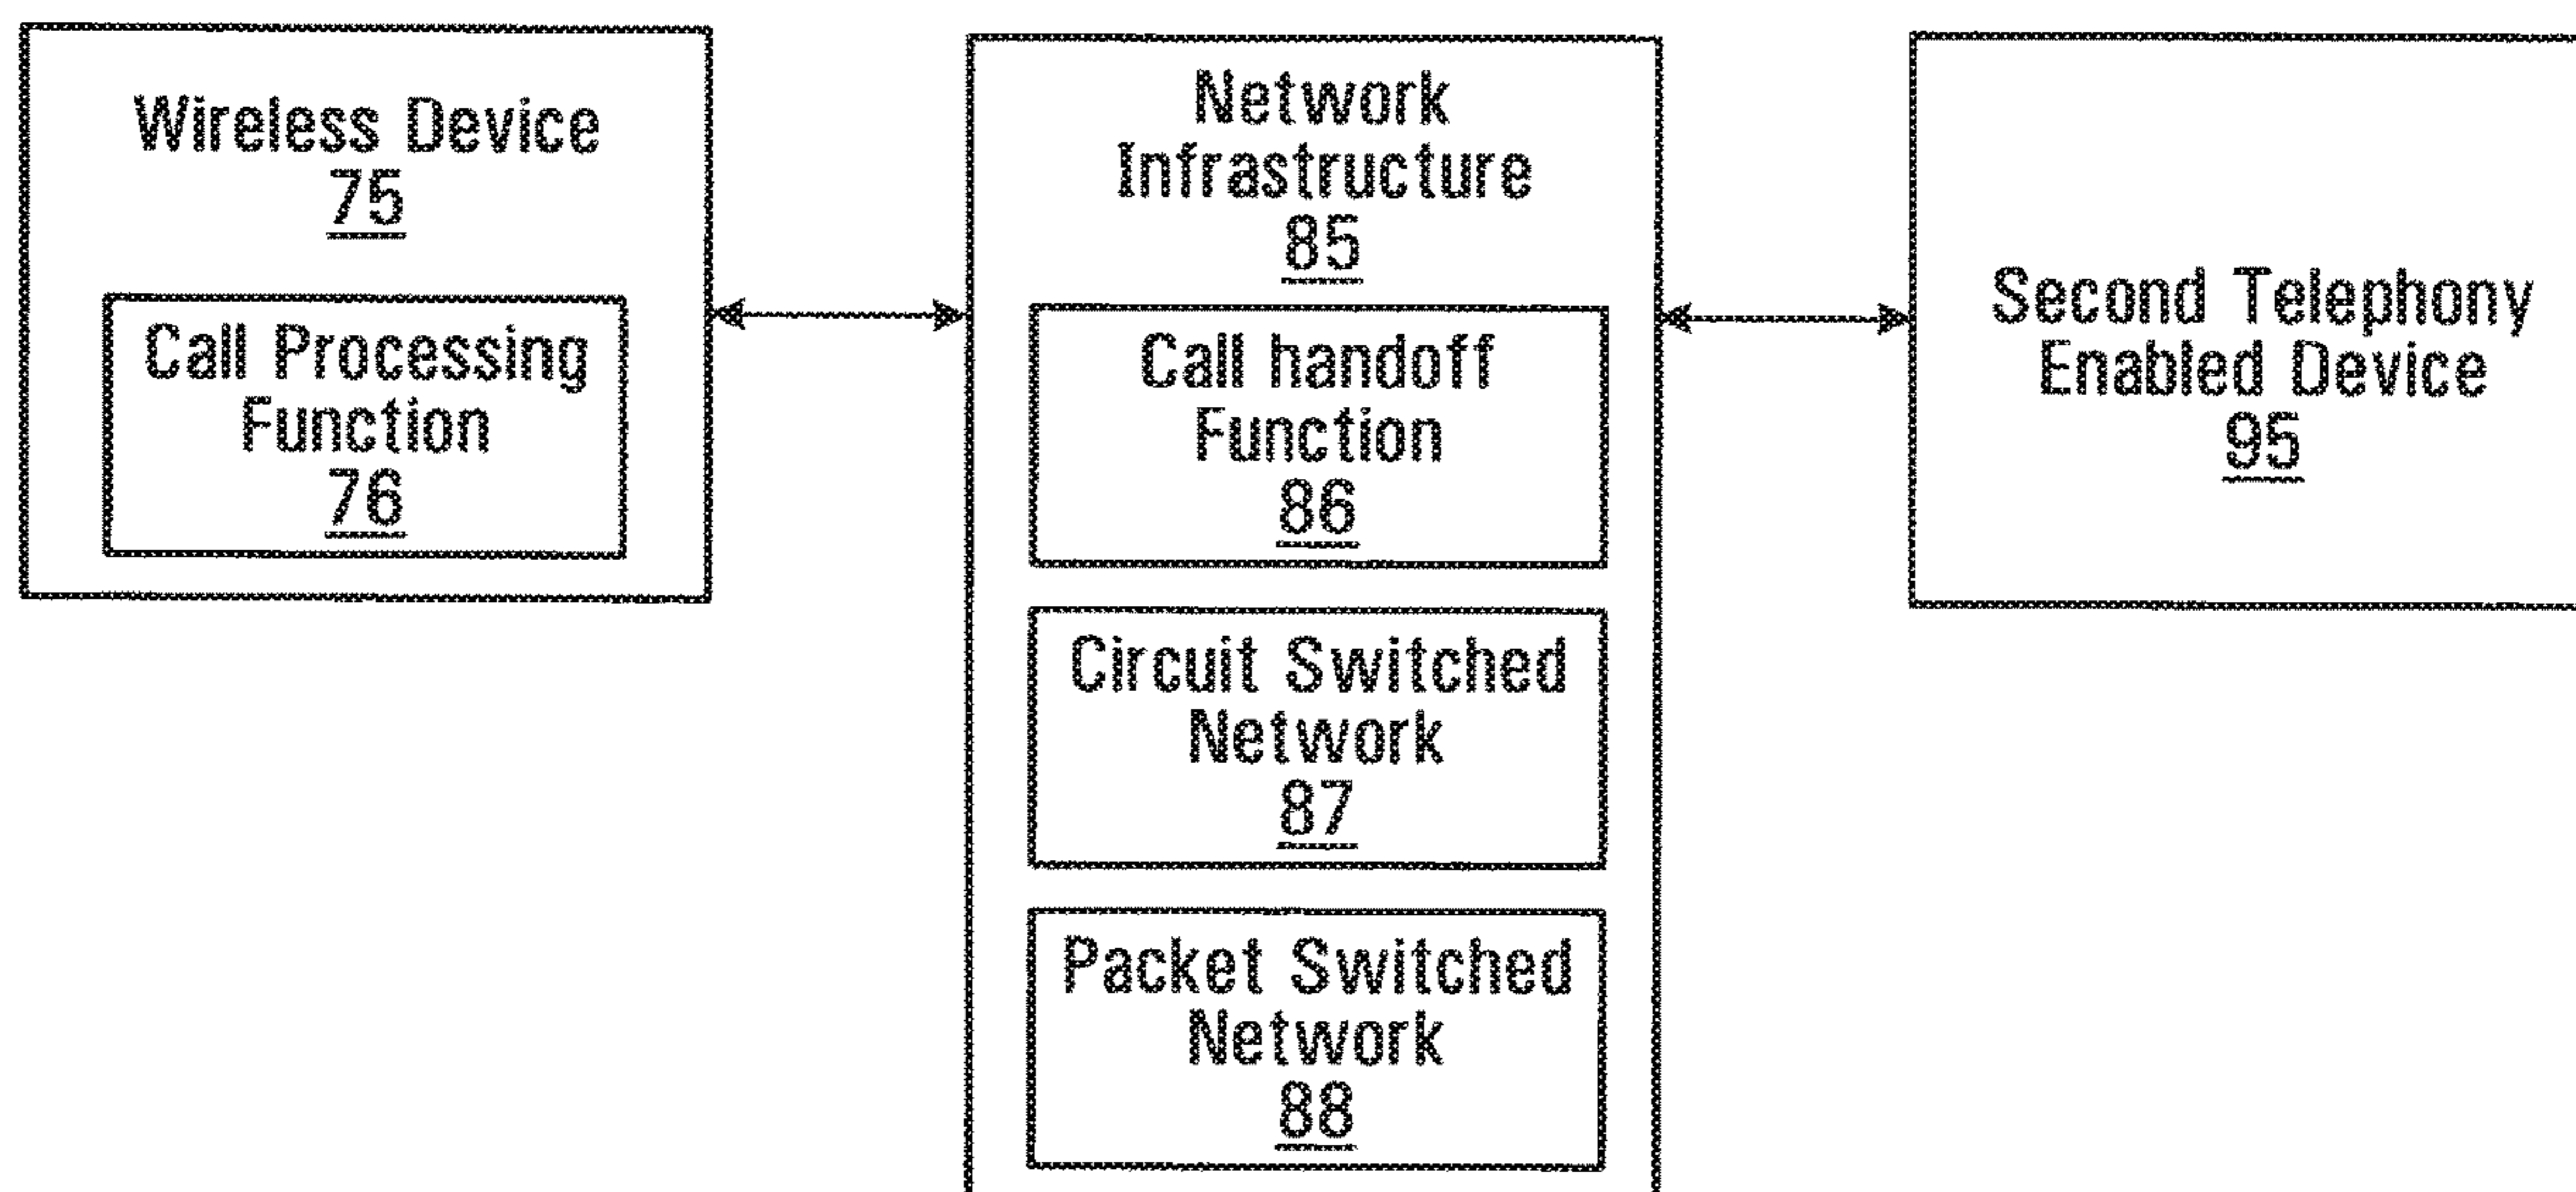 Wireless Device
75
Call Processing
Function
76
Network
Infrastructure
85
Call handoff
Function
86
Circuit Switched
Network
87
Packet Switched
Network
88
Second Telephony
Enabled Device
95